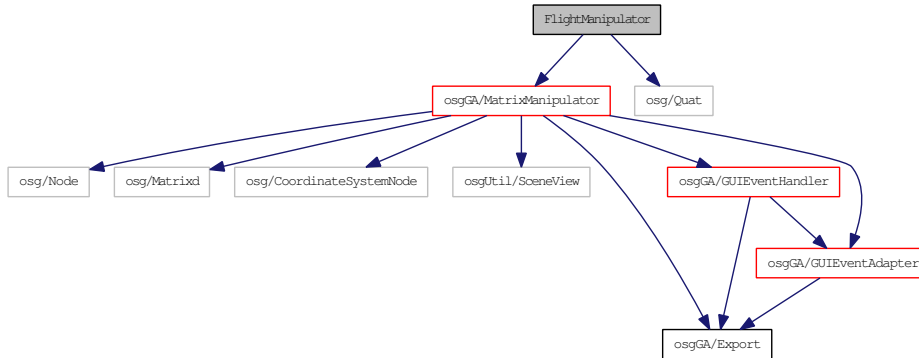 FlightManipulator
osgGA/MatrixManipulator
osg/Quat
osg/Node
osg/Matrixd
osg/CoordinateSystemNode
osgUtil/SceneView
osgGA/GUIEventHandler
osgGA/GUIEventAdapter
osgGA/Export